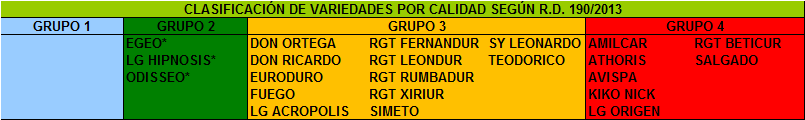 CLASIFICACIÓN DE VARIEDADES POR CALIDAD SEGÚN R.D. 190/2013
GRUPO 1 GRUPO 2 GRUPO 3 GRUPO 4
EGEO* DON ORTEGA RGT FERNANDUR SY LEONARDO AMILCAR RGT BETICUR
LG HIPNOSIS* DON RICARDO RGT LEONDUR TEODORICO ATHORIS SALGADO
ODISSEO* EURODURO RGT RUMBADUR AVISPA
FUEGO RGT XIRIUR KIKO NICK
LG ACROPOLIS SIMETO LG ORIGEN